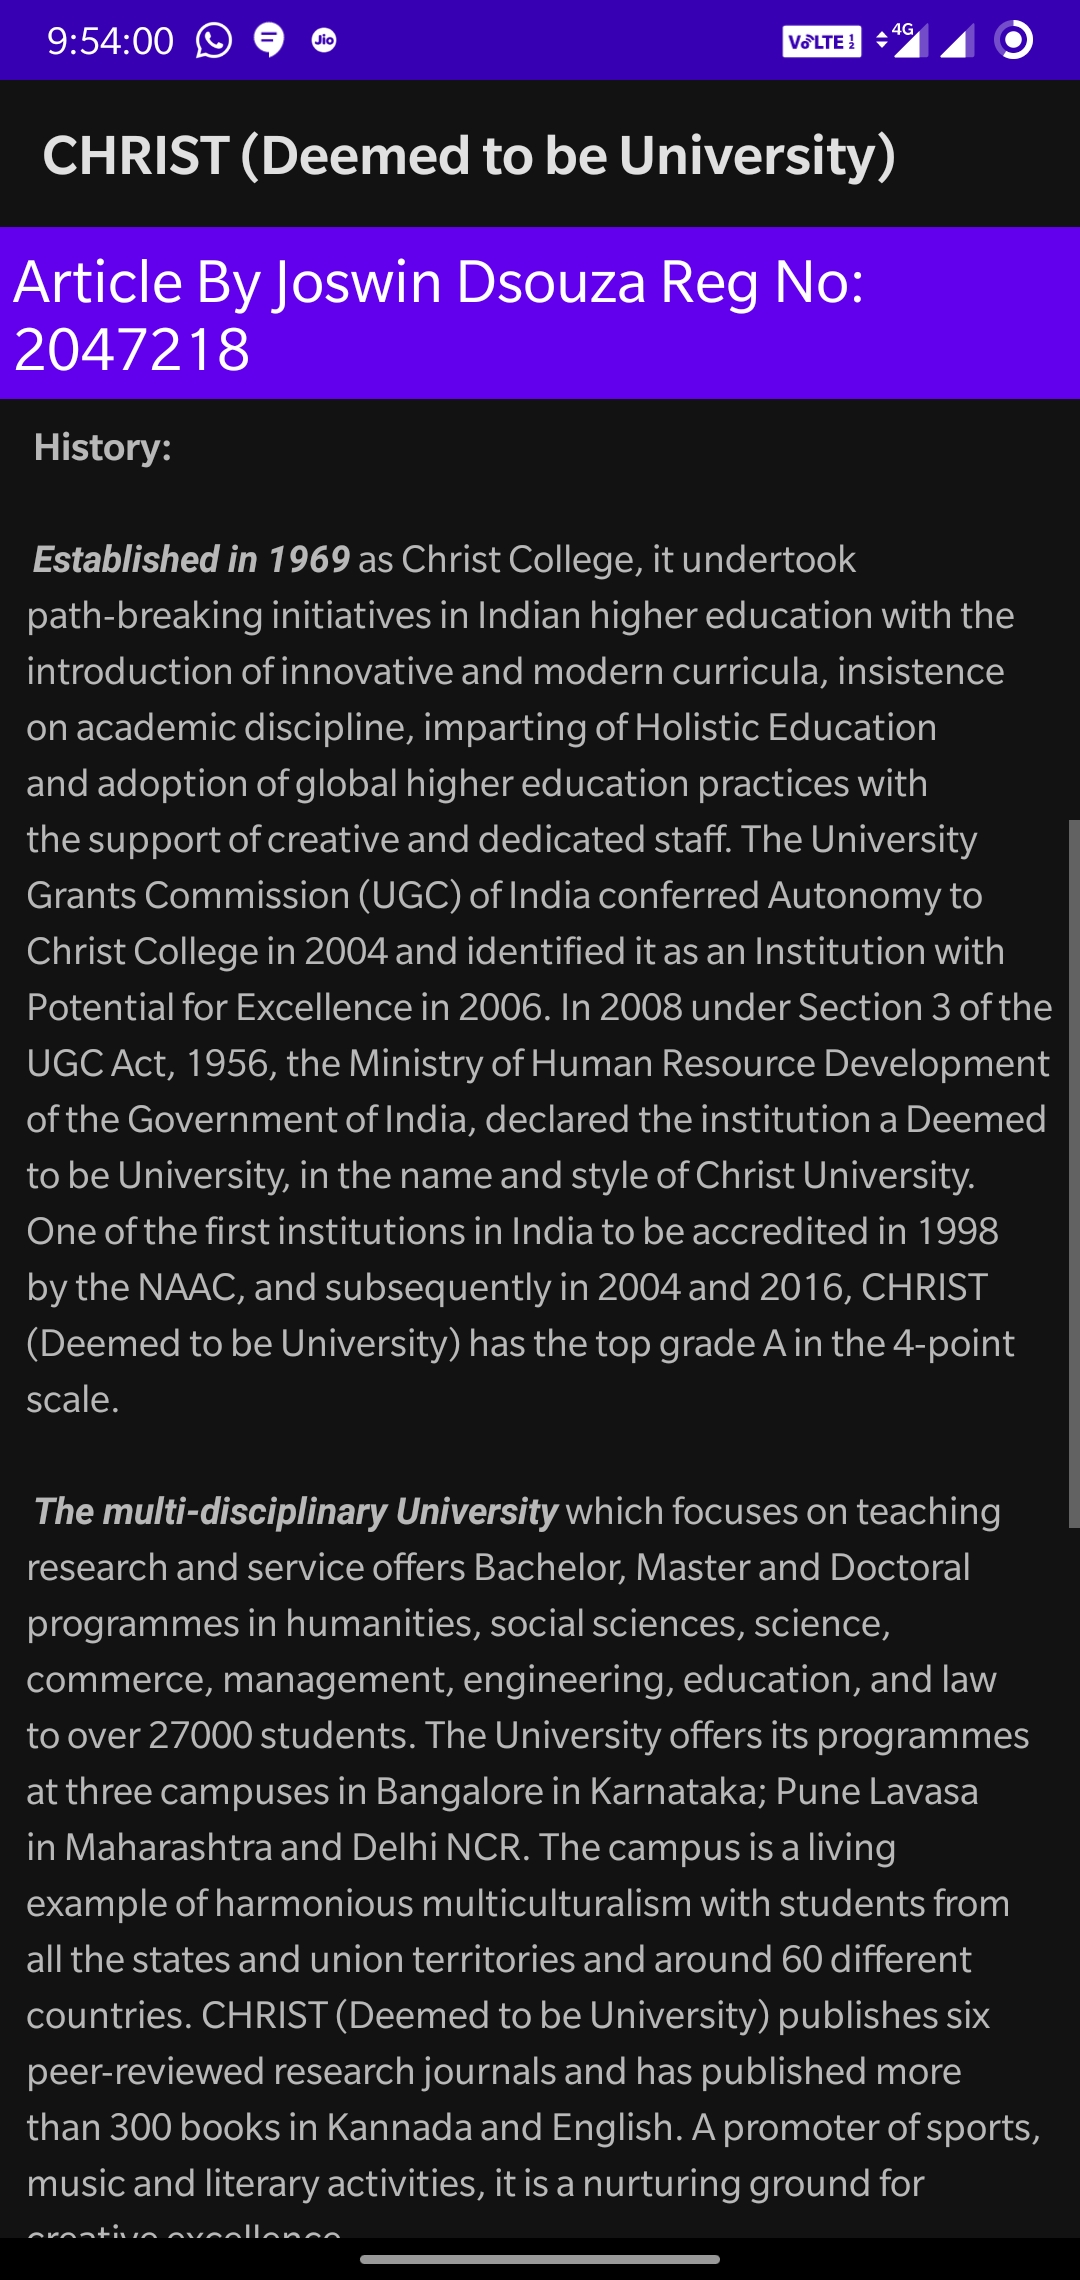 9:54:00 Jio VoLTE 1 2 4G
CHRIST (Deemed to be University)
Article By Joswin Dsouza Reg No:
2047218
History:
Established in 1969 as Christ College, it undertook
path-breaking initiatives in Indian higher education with the
introduction of innovative and modern curricula, insistence
on academic discipline, imparting of Holistic Education
and adoption of global higher education practices with
the support of creative and dedicated staff. The University
Grants Commission (UGC) of India conferred Autonomy to
Christ College in 2004 and identified it as an Institution with
Potential for Excellence in 2006. In 2008 under Section 3 of the
UGC Act, 1956, the Ministry of Human Resource Development
of the Government of India, declared the institution a Deemed
to be University, in the name and style of Christ University.
One of the first institutions in India to be accredited in 1998
by the NAAC, and subsequently in 2004 and 2016, CHRIST
(Deemed to be University) has the top grade A in the 4-point
scale.
The multi-disciplinary University which focuses on teaching
research and service offers Bachelor, Master and Doctoral
programmes in humanities, social sciences, science,
commerce, management, engineering, education, and law
to over 27000 students. The University offers its programmes
at three campuses in Bangalore in Karnataka; Pune Lavasa
in Maharashtra and Delhi NCR. The campus is a living
example of harmonious multiculturalism with students from
all the states and union territories and around 60 different
countries. CHRIST (Deemed to be University) publishes six
peer-reviewed research journals and has published more
than 300 books in Kannada and English. A promoter of sports,
music and literary activities, it is a nurturing ground for
creative excellence.